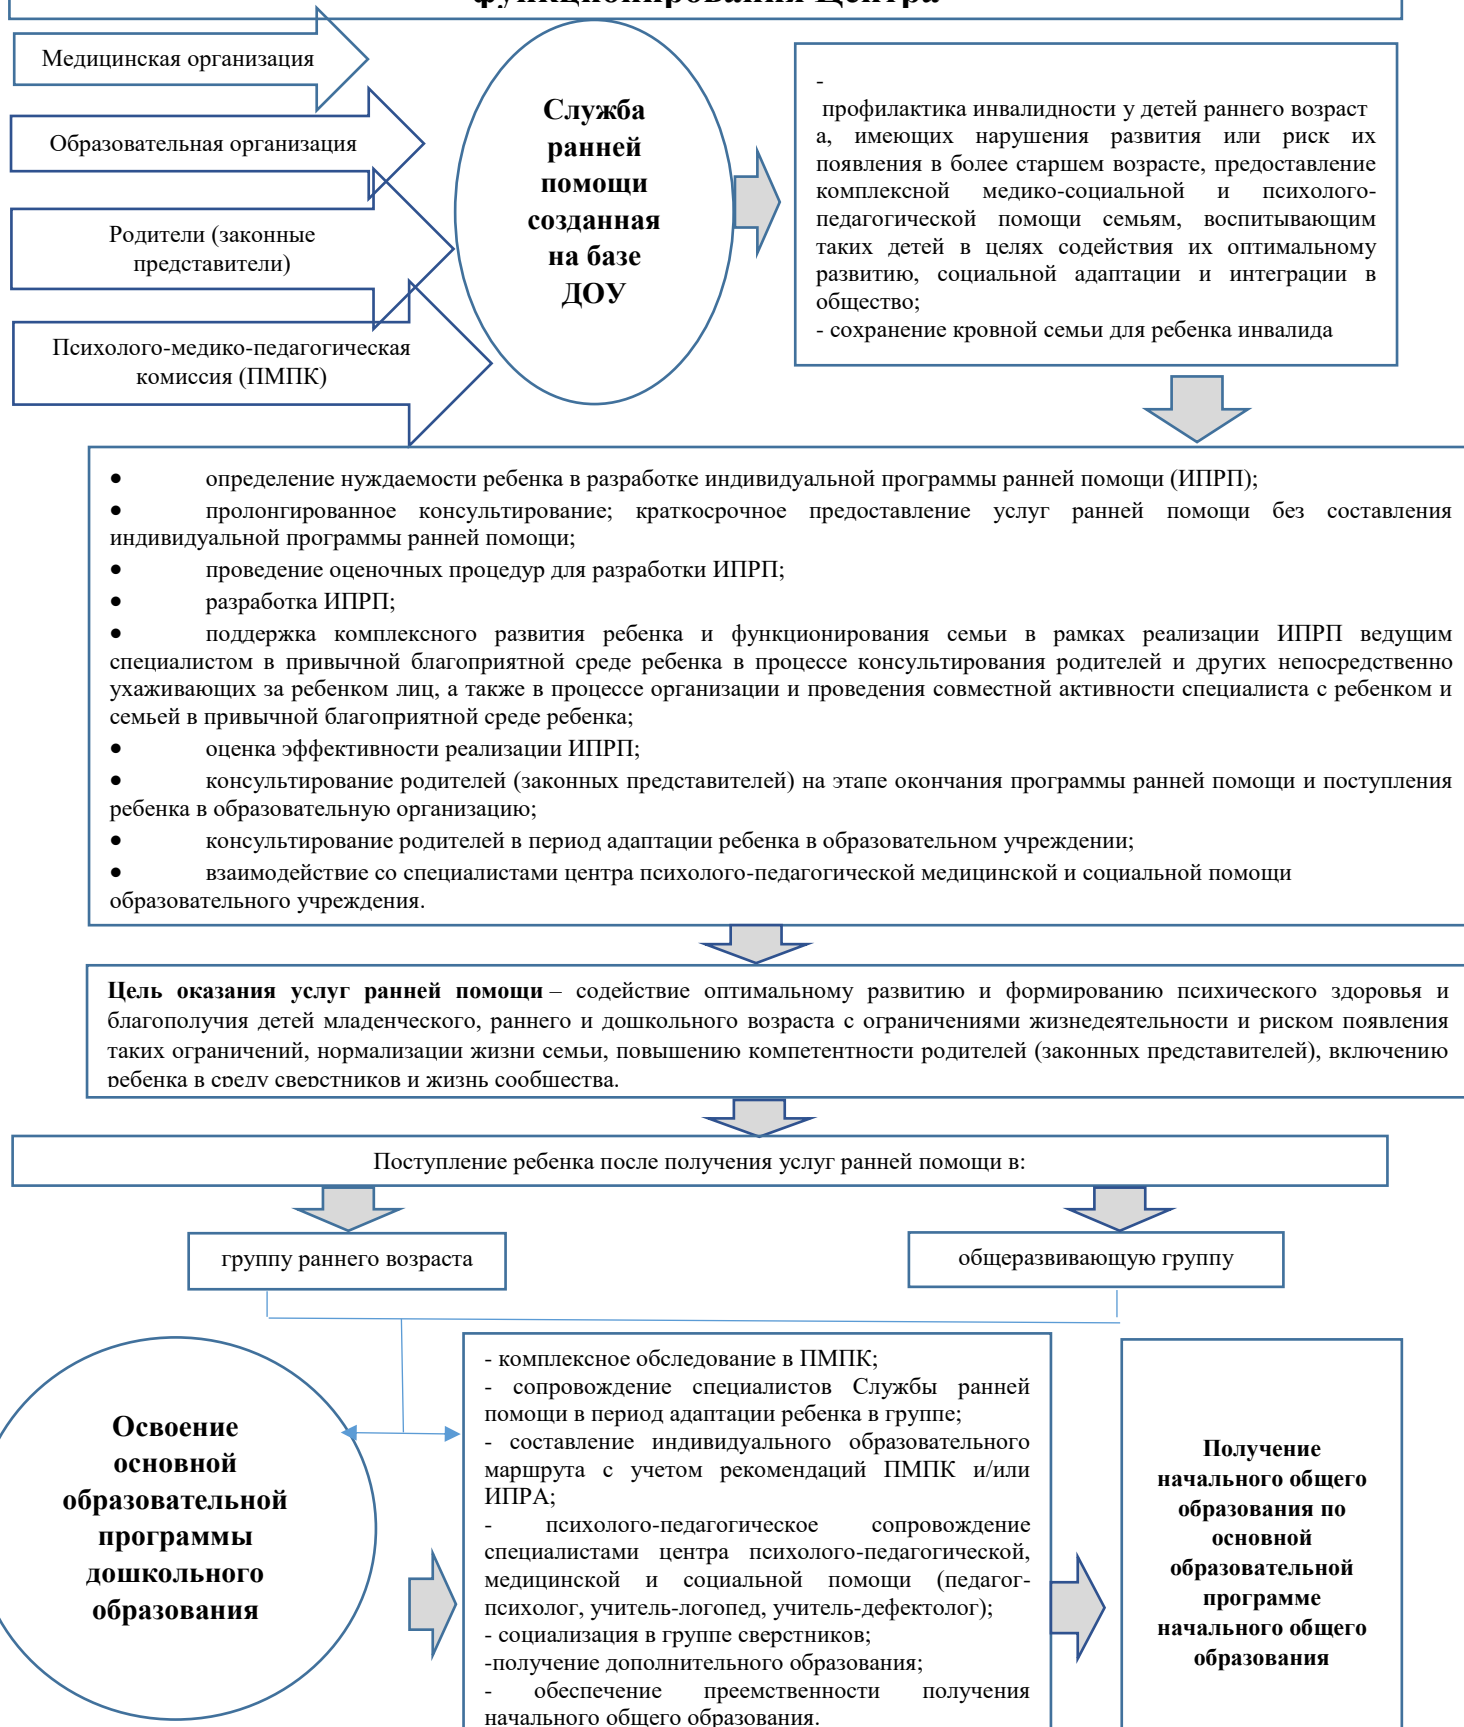 функционирования Центра
Медицинская организация
Образовательная организация
Родители (законные
представители)
Психолого-медико-педагогическая
комиссия (ПМПК)
Служба
ранней
помощи
созданная
на базе
ДОУ
-
профилактика инвалидности у детей раннего возраст
а, имеющих нарушения развития или риск их
появления в более старшем возрасте, предоставление
комплексной медико-социальной и психолого-
педагогической помощи семьям, воспитывающим
таких детей в целях содействия их оптимальному
развитию, социальной адаптации и интеграции в
общество;
- сохранение кровной семьи для ребенка инвалида
• определение нуждаемости ребенка в разработке индивидуальной программы ранней помощи (ИПРП);
• пролонгированное консультирование; краткосрочное предоставление услуг ранней помощи без составления
индивидуальной программы ранней помощи;
• проведение оценочных процедур для разработки ИПРП;
• разработка ИПРП;
• поддержка комплексного развития ребенка и функционирования семьи в рамках реализации ИПРП ведущим
специалистом в привычной благоприятной среде ребенка в процессе консультирования родителей и других непосредственно
ухаживающих за ребенком лиц, а также в процессе организации и проведения совместной активности специалиста с ребенком и
семьей в привычной благоприятной среде ребенка;
• оценка эффективности реализации ИПРП;
• консультирование родителей (законных представителей) на этапе окончания программы ранней помощи и поступления
ребенка в образовательную организацию;
• консультирование родителей в период адаптации ребенка в образовательном учреждении;
• взаимодействие со специалистами центра психолого-педагогической медицинской и социальной помощи
образовательного учреждения.
Цель оказания услуг ранней помощи – содействие оптимальному развитию и формированию психического здоровья и
благополучия детей младенческого, раннего и дошкольного возраста с ограничениями жизнедеятельности и риском появления
таких ограничений, нормализации жизни семьи, повышению компетентности родителей (законных представителей), включению
ребенка в среду сверстников и жизнь сообщества.
Поступление ребенка после получения услуг ранней помощи в:
группу раннего возраста
общеразвивающую группу
Освоение
основной
образовательной
программы
дошкольного
образования
- комплексное обследование в ПМПК;
- сопровождение специалистов Службы ранней
помощи в период адаптации ребенка в группе;
- составление индивидуального образовательного
маршрута с учетом рекомендаций ПМПК и/или
ИПРА;
- психолого-педагогическое сопровождение
специалистами центра психолого-педагогической,
медицинской и социальной помощи (педагог-
психолог, учитель-логопед, учитель-дефектолог);
- социализация в группе сверстников;
-получение дополнительного образования;
- обеспечение преемственности получения
начального общего образования.
Получение
начального общего
образования по
основной
образовательной
программе
начального общего
образования